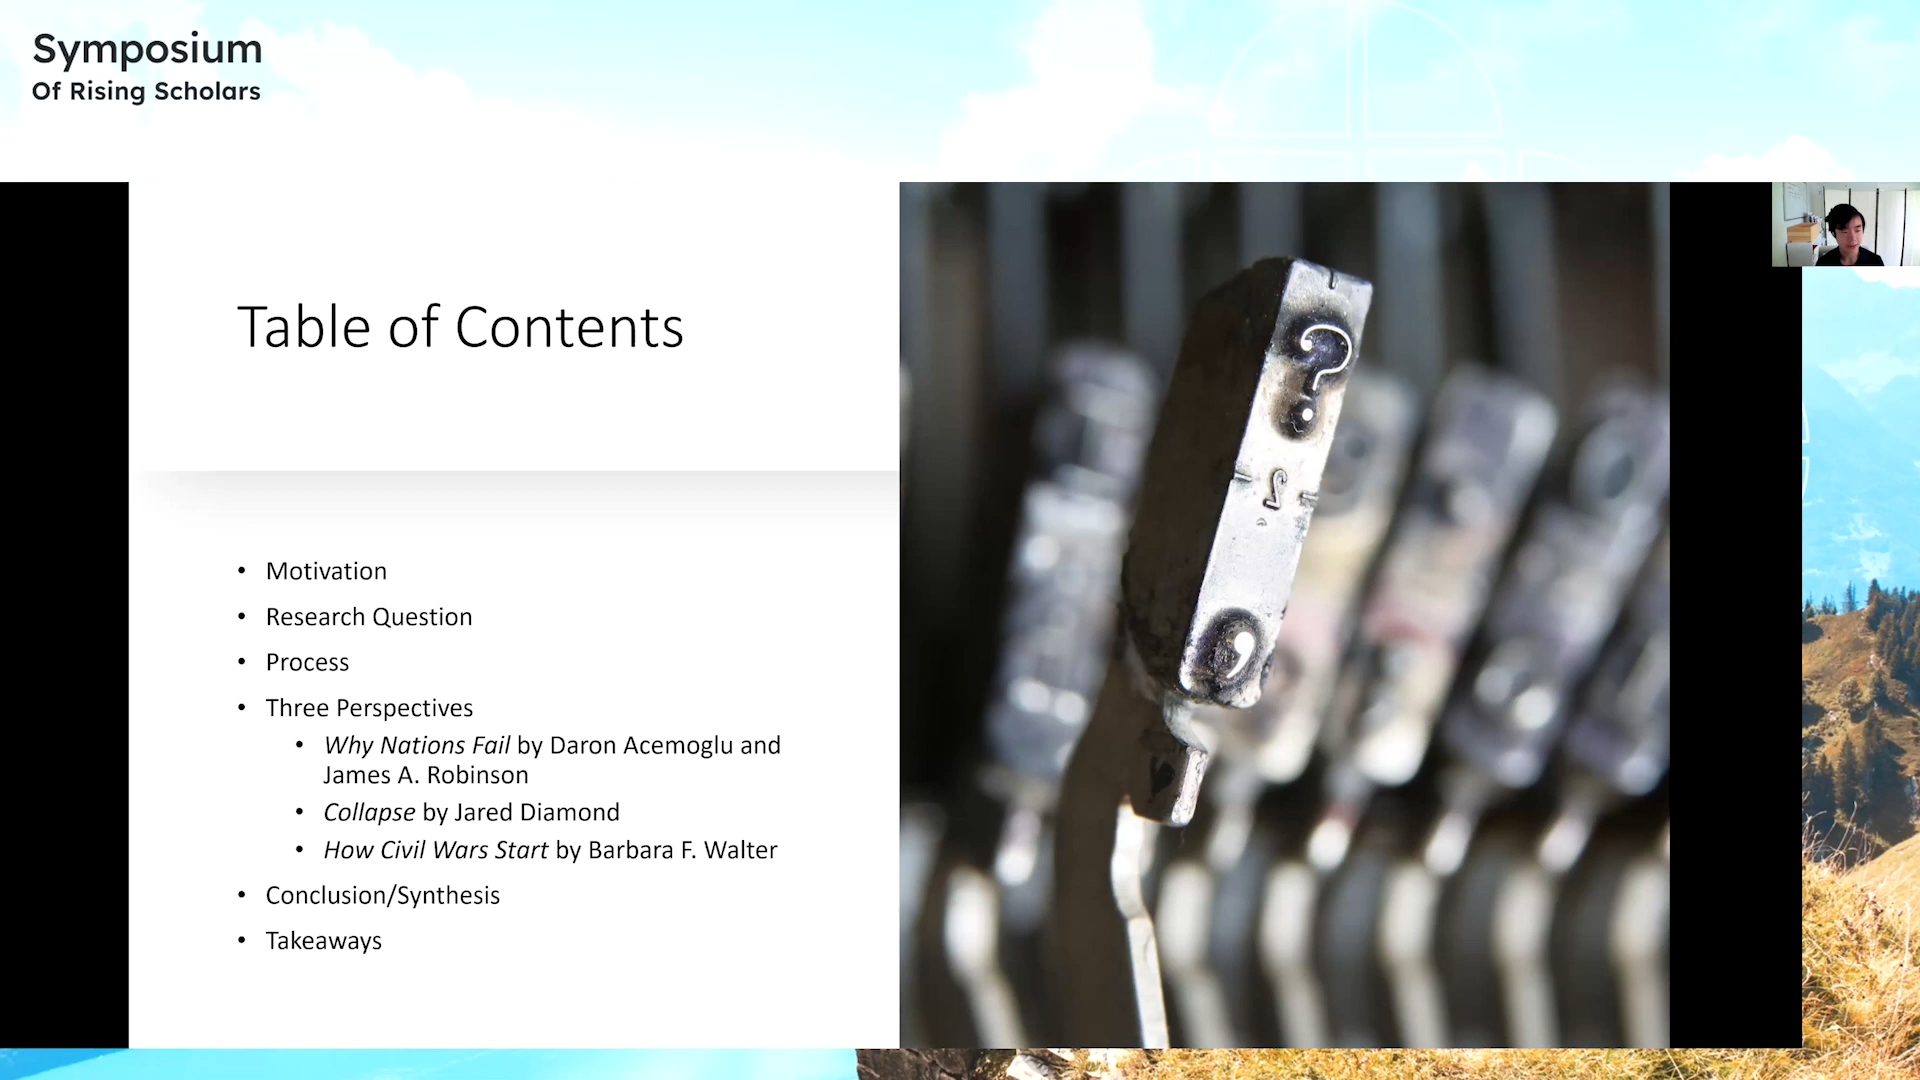 Symposium
Of Rising Scholars
Table of Contents
• Motivation
• Research Question
• Process
• Three Perspectives
• Why Nations Fail by Daron Acemoglu and
James A. Robinson
• Collapse by Jared Diamond
• How Civil Wars Start by Barbara F. Walter
• Conclusion/Synthesis
• Takeaways
?
,